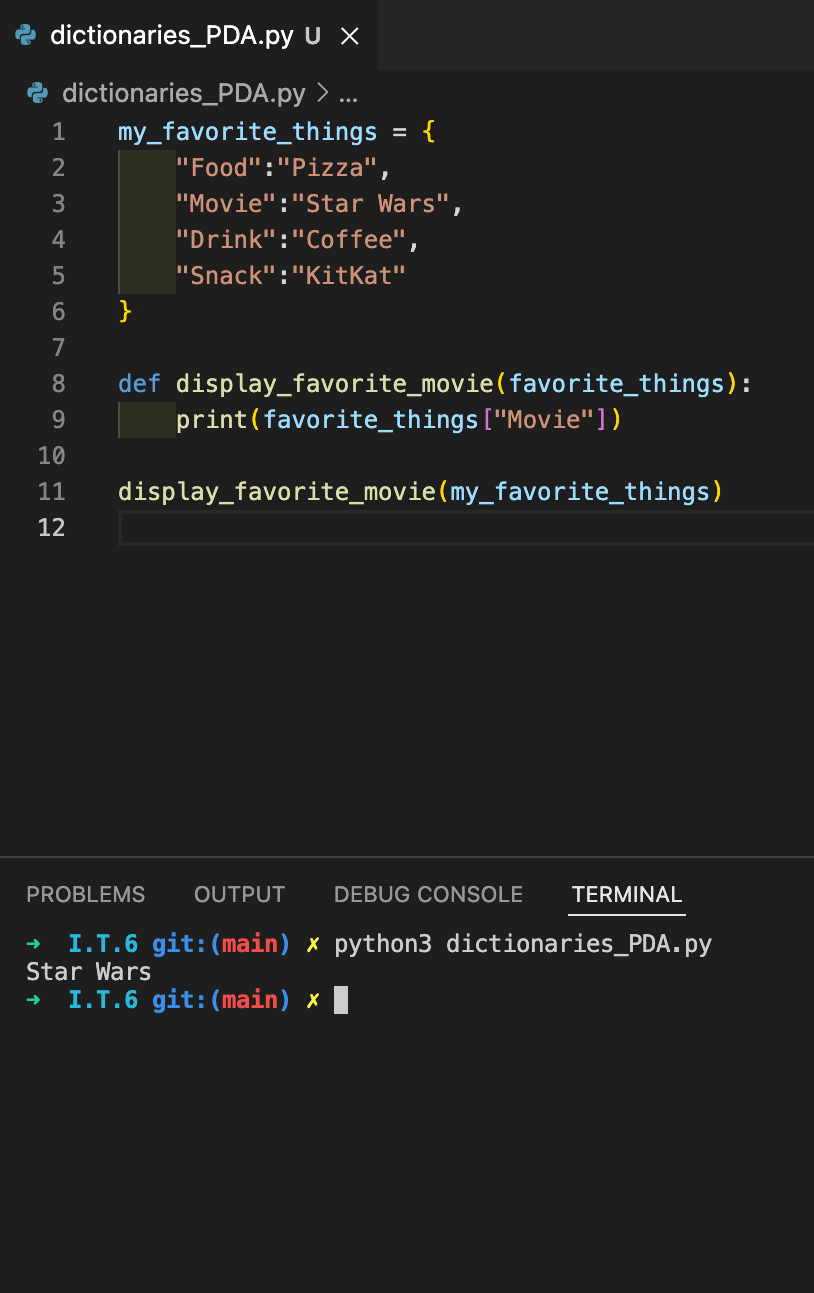 dictionaries_PDA.py U ×
dictionaries_PDA.py > ...
1 my_favorite_things = {
2     "Food":"Pizza",
3     "Movie":"Star Wars",
4     "Drink":"Coffee",
5     "Snack":"KitKat"
6 }
7
8 def display_favorite_movie(favorite_things):
9     print(favorite_things["Movie"])
10
11 display_favorite_movie(my_favorite_things)
12
PROBLEMS OUTPUT DEBUG CONSOLE TERMINAL
➜ I.T.6 git:(main) ✗ python3 dictionaries_PDA.py
Star Wars
➜ I.T.6 git:(main) ✗